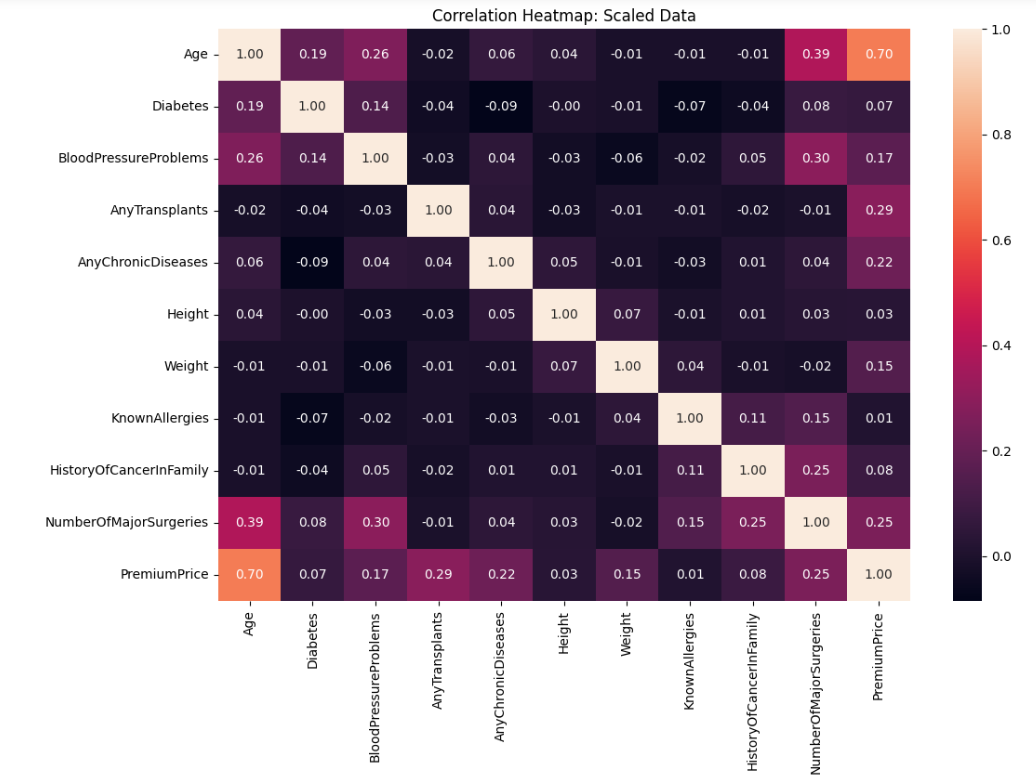 Correlation Heatmap: Scaled Data
Age 1.00 0.19 0.26 -0.02 0.06 0.04 -0.01 -0.01 -0.01 0.39 0.70
Diabetes 0.19 1.00 0.14 -0.04 -0.09 -0.00 -0.01 -0.07 -0.04 0.08 0.07
BloodPressureProblems 0.26 0.14 1.00 -0.03 0.04 -0.03 -0.06 -0.02 0.05 0.30 0.17
AnyTransplants -0.02 -0.04 -0.03 1.00 0.04 -0.03 -0.01 -0.01 -0.02 -0.01 0.29
AnyChronicDiseases 0.06 -0.09 0.04 0.04 1.00 0.05 -0.01 -0.03 0.01 0.04 0.22
Height 0.04 -0.00 -0.03 -0.03 0.05 1.00 0.07 -0.01 0.01 0.03 0.03
Weight -0.01 -0.01 -0.06 -0.01 -0.01 0.07 1.00 0.04 -0.01 -0.02 0.15
KnownAllergies -0.01 -0.07 -0.02 -0.01 -0.03 -0.01 0.04 1.00 0.11 0.15 0.01
HistoryOfCancerInFamily -0.01 -0.04 0.05 -0.02 0.01 0.01 -0.01 0.11 1.00 0.25 0.08
NumberOfMajorSurgeries 0.39 0.08 0.30 -0.01 0.04 0.03 -0.02 0.15 0.25 1.00 0.25
PremiumPrice 0.70 0.07 0.17 0.29 0.22 0.03 0.15 0.01 0.08 0.25 1.00
Age
Diabetes
BloodPressureProblems
AnyTransplants
AnyChronicDiseases
Height
Weight
KnownAllergies
HistoryOfCancerInFamily
NumberOfMajorSurgeries
PremiumPrice
1.0
0.8
0.6
0.4
0.2
0.0